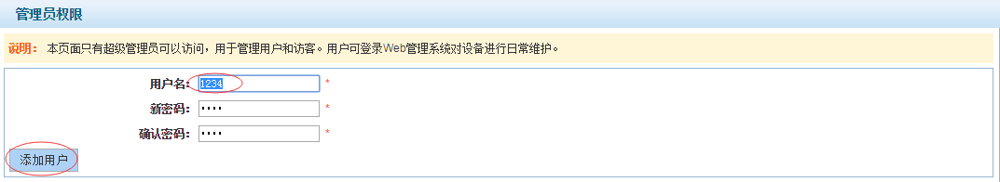 管理员权限
说明： 本页面只有超级管理员可以访问，用于管理用户和访客。用户可登录Web管理系统对设备进行日常维护。
用户名： 1234 *
新密码： •••• *
确认密码： •••• *
添加用户